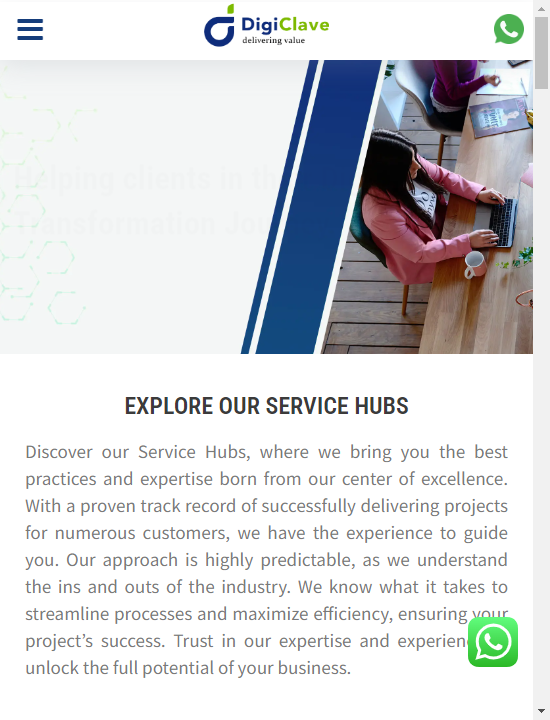 DigiClave
delivering value
Helping clients in the
Transformation Jou
EXPLORE OUR SERVICE HUBS
Discover our Service Hubs, where we bring you the best
practices and expertise born from our center of excellence.
With a proven track record of successfully delivering projects
for numerous customers, we have the experience to guide
you. Our approach is highly predictable, as we understand
the ins and outs of the industry. We know what it takes to
streamline processes and maximize efficiency, ensuring your
project’s success. Trust in our expertise and experien
unlock the full potential of your business.